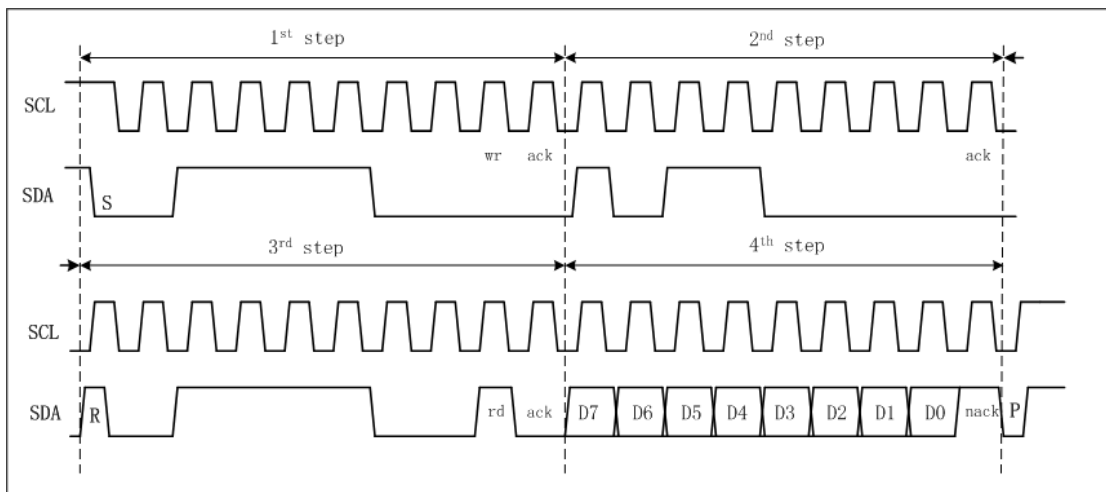 1st step 2nd step
SCL
wr ack ack
SDA S
3rd step 4th step
SCL
SDA R rd ack D7 D6 D5 D4 D3 D2 D1 D0 nack P